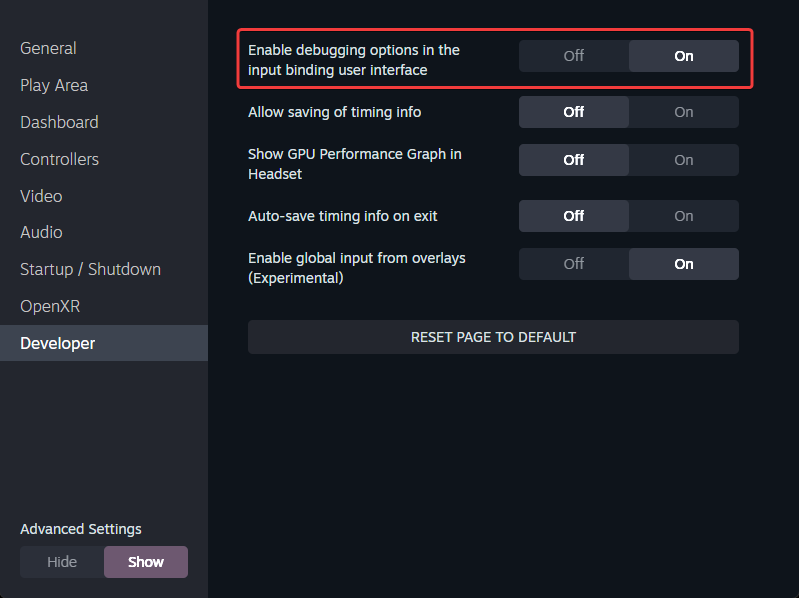 General
Play Area
Dashboard
Controllers
Video
Audio
Startup / Shutdown
OpenXR
Developer
Advanced Settings
Hide Show
Enable debugging options in the
input binding user interface
Off On
Allow saving of timing info
Off On
Show GPU Performance Graph in
Headset
Off On
Auto-save timing info on exit
Off On
Enable global input from overlays
(Experimental)
Off On
RESET PAGE TO DEFAULT